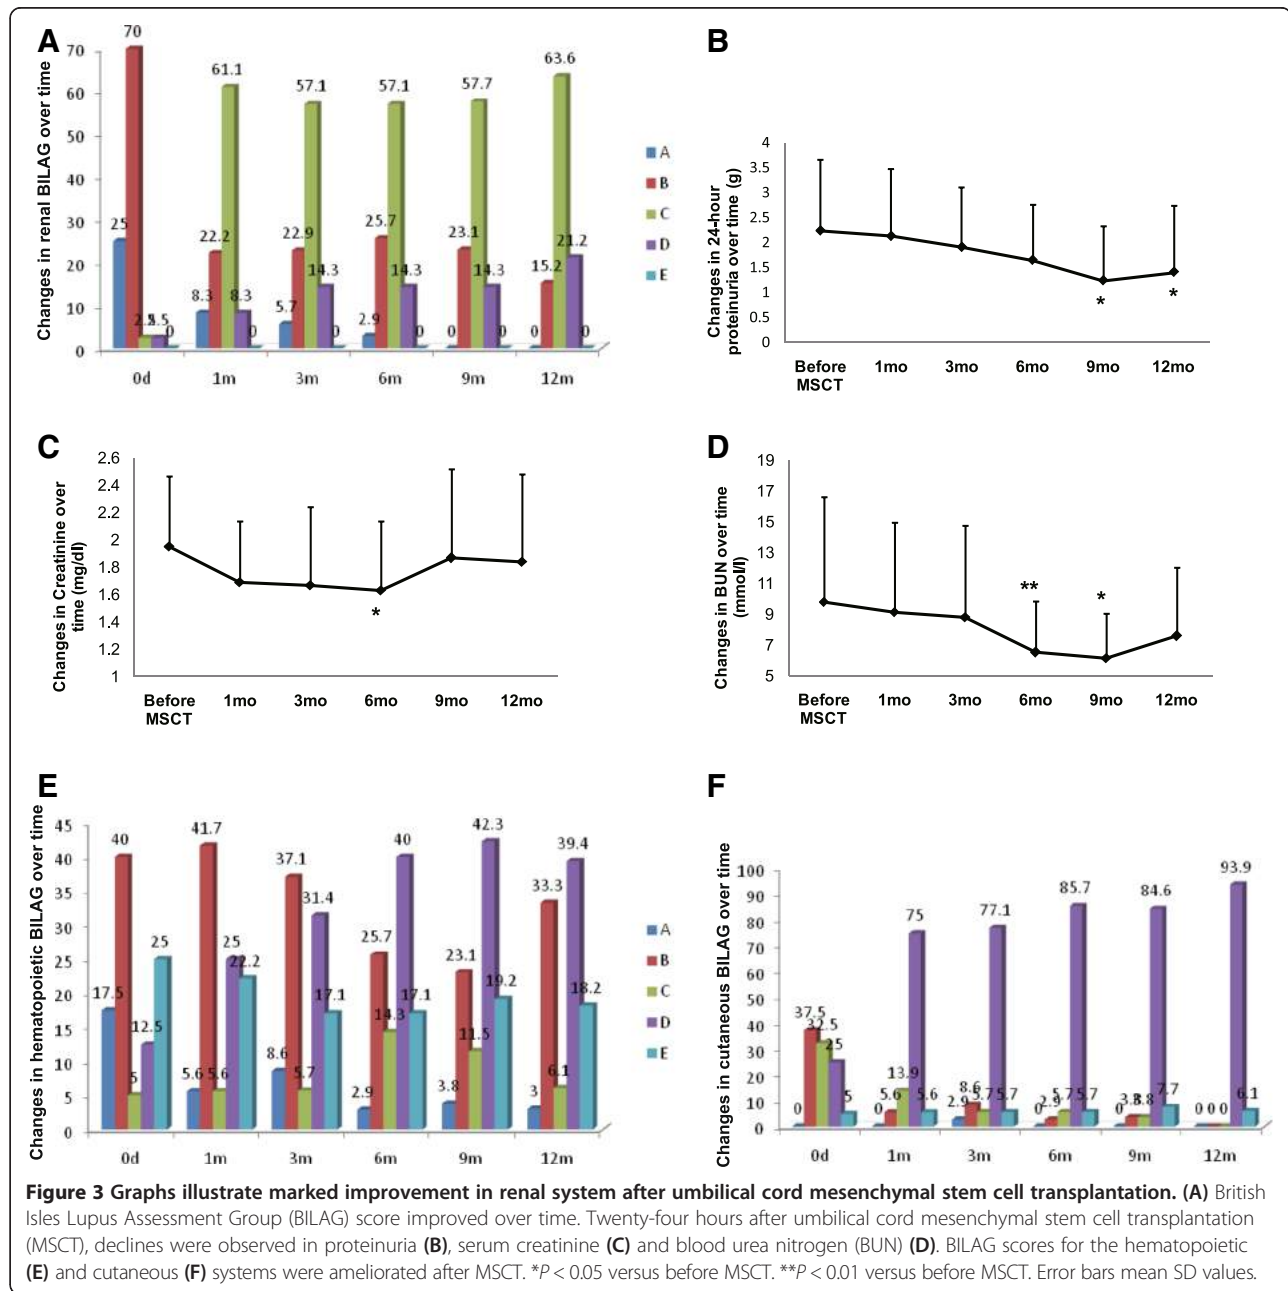 A
Changes in renal BILAG over time
70
60
50
40
30
20
10
0
25 70 2.5 2.5 0
8.3 22.2 61.1 8.3 0
5.7 22.9 57.1 14.3 0
2.9 25.7 57.1 14.3 0
0 23.1 57.7 14.3 0
0 15.2 63.6 21.2 0
0d 1m 3m 6m 9m 12m
A
B
C
D
E
B
Changes in 24-hour
proteinuria over time (g)
4
3.5
3
2.5
2
1.5
1
0.5
0
* *
Before 1mo 3mo 6mo 9mo 12mo
MSCT
C
Changes in Creatinine over
time (mg/dl)
2.6
2.4
2.2
2
1.8
1.6
1.4
1.2
1
*
Before 1mo 3mo 6mo 9mo 12mo
MSCT
D
Changes in BUN over time
(mmol/l)
19
17
15
13
11
9
7
5
** *
Before 1mo 3mo 6mo 9mo 12mo
MSCT
E
Changes in hematopoietic BILAG over time
45
40
35
30
25
20
15
10
5
0
17.5 40 5 12.5 25
5.6 41.7 5.6 25 22.2
8.6 37.1 5.7 31.4 17.1
2.9 25.7 14.3 40 17.1
3.8 23.1 11.5 42.3 19.2
3 33.3 6.1 39.4 18.2
0d 1m 3m 6m 9m 12m
A
B
C
D
E
F
Changes in cutaneous BILAG over time
100
90
80
70
60
50
40
30
20
10
0
0 37.5 32.5 25 5
0 5.6 13.9 75 5.6
2.9 8.6 5.7 77.1 5.7
0 2.9 5.7 85.7 5.7
0 3.8 3.8 84.6 7.7
0 0 0 93.9 6.1
0d 1m 3m 6m 9m 12m
Figure 3 Graphs illustrate marked improvement in renal system after umbilical cord mesenchymal stem cell transplantation. (A) British
Isles Lupus Assessment Group (BILAG) score improved over time. Twenty-four hours after umbilical cord mesenchymal stem cell transplantation
(MSCT), declines were observed in proteinuria (B), serum creatinine (C) and blood urea nitrogen (BUN) (D). BILAG scores for the hematopoietic
(E) and cutaneous (F) systems were ameliorated after MSCT. *P < 0.05 versus before MSCT. **P < 0.01 versus before MSCT. Error bars mean SD values.